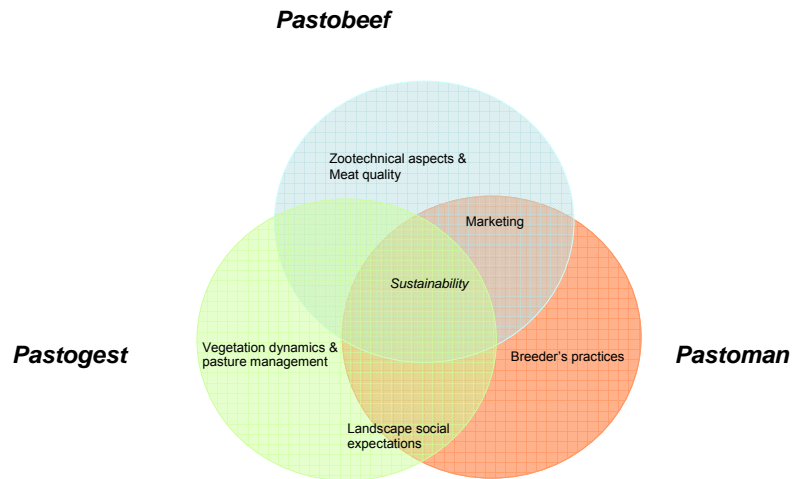 Pastobeef
Zootechnical aspects &
Meat quality
Marketing
Sustainability
Pastogest
Vegetation dynamics &
pasture management
Breeder's practices
Pastoman
Landscape social
expectations